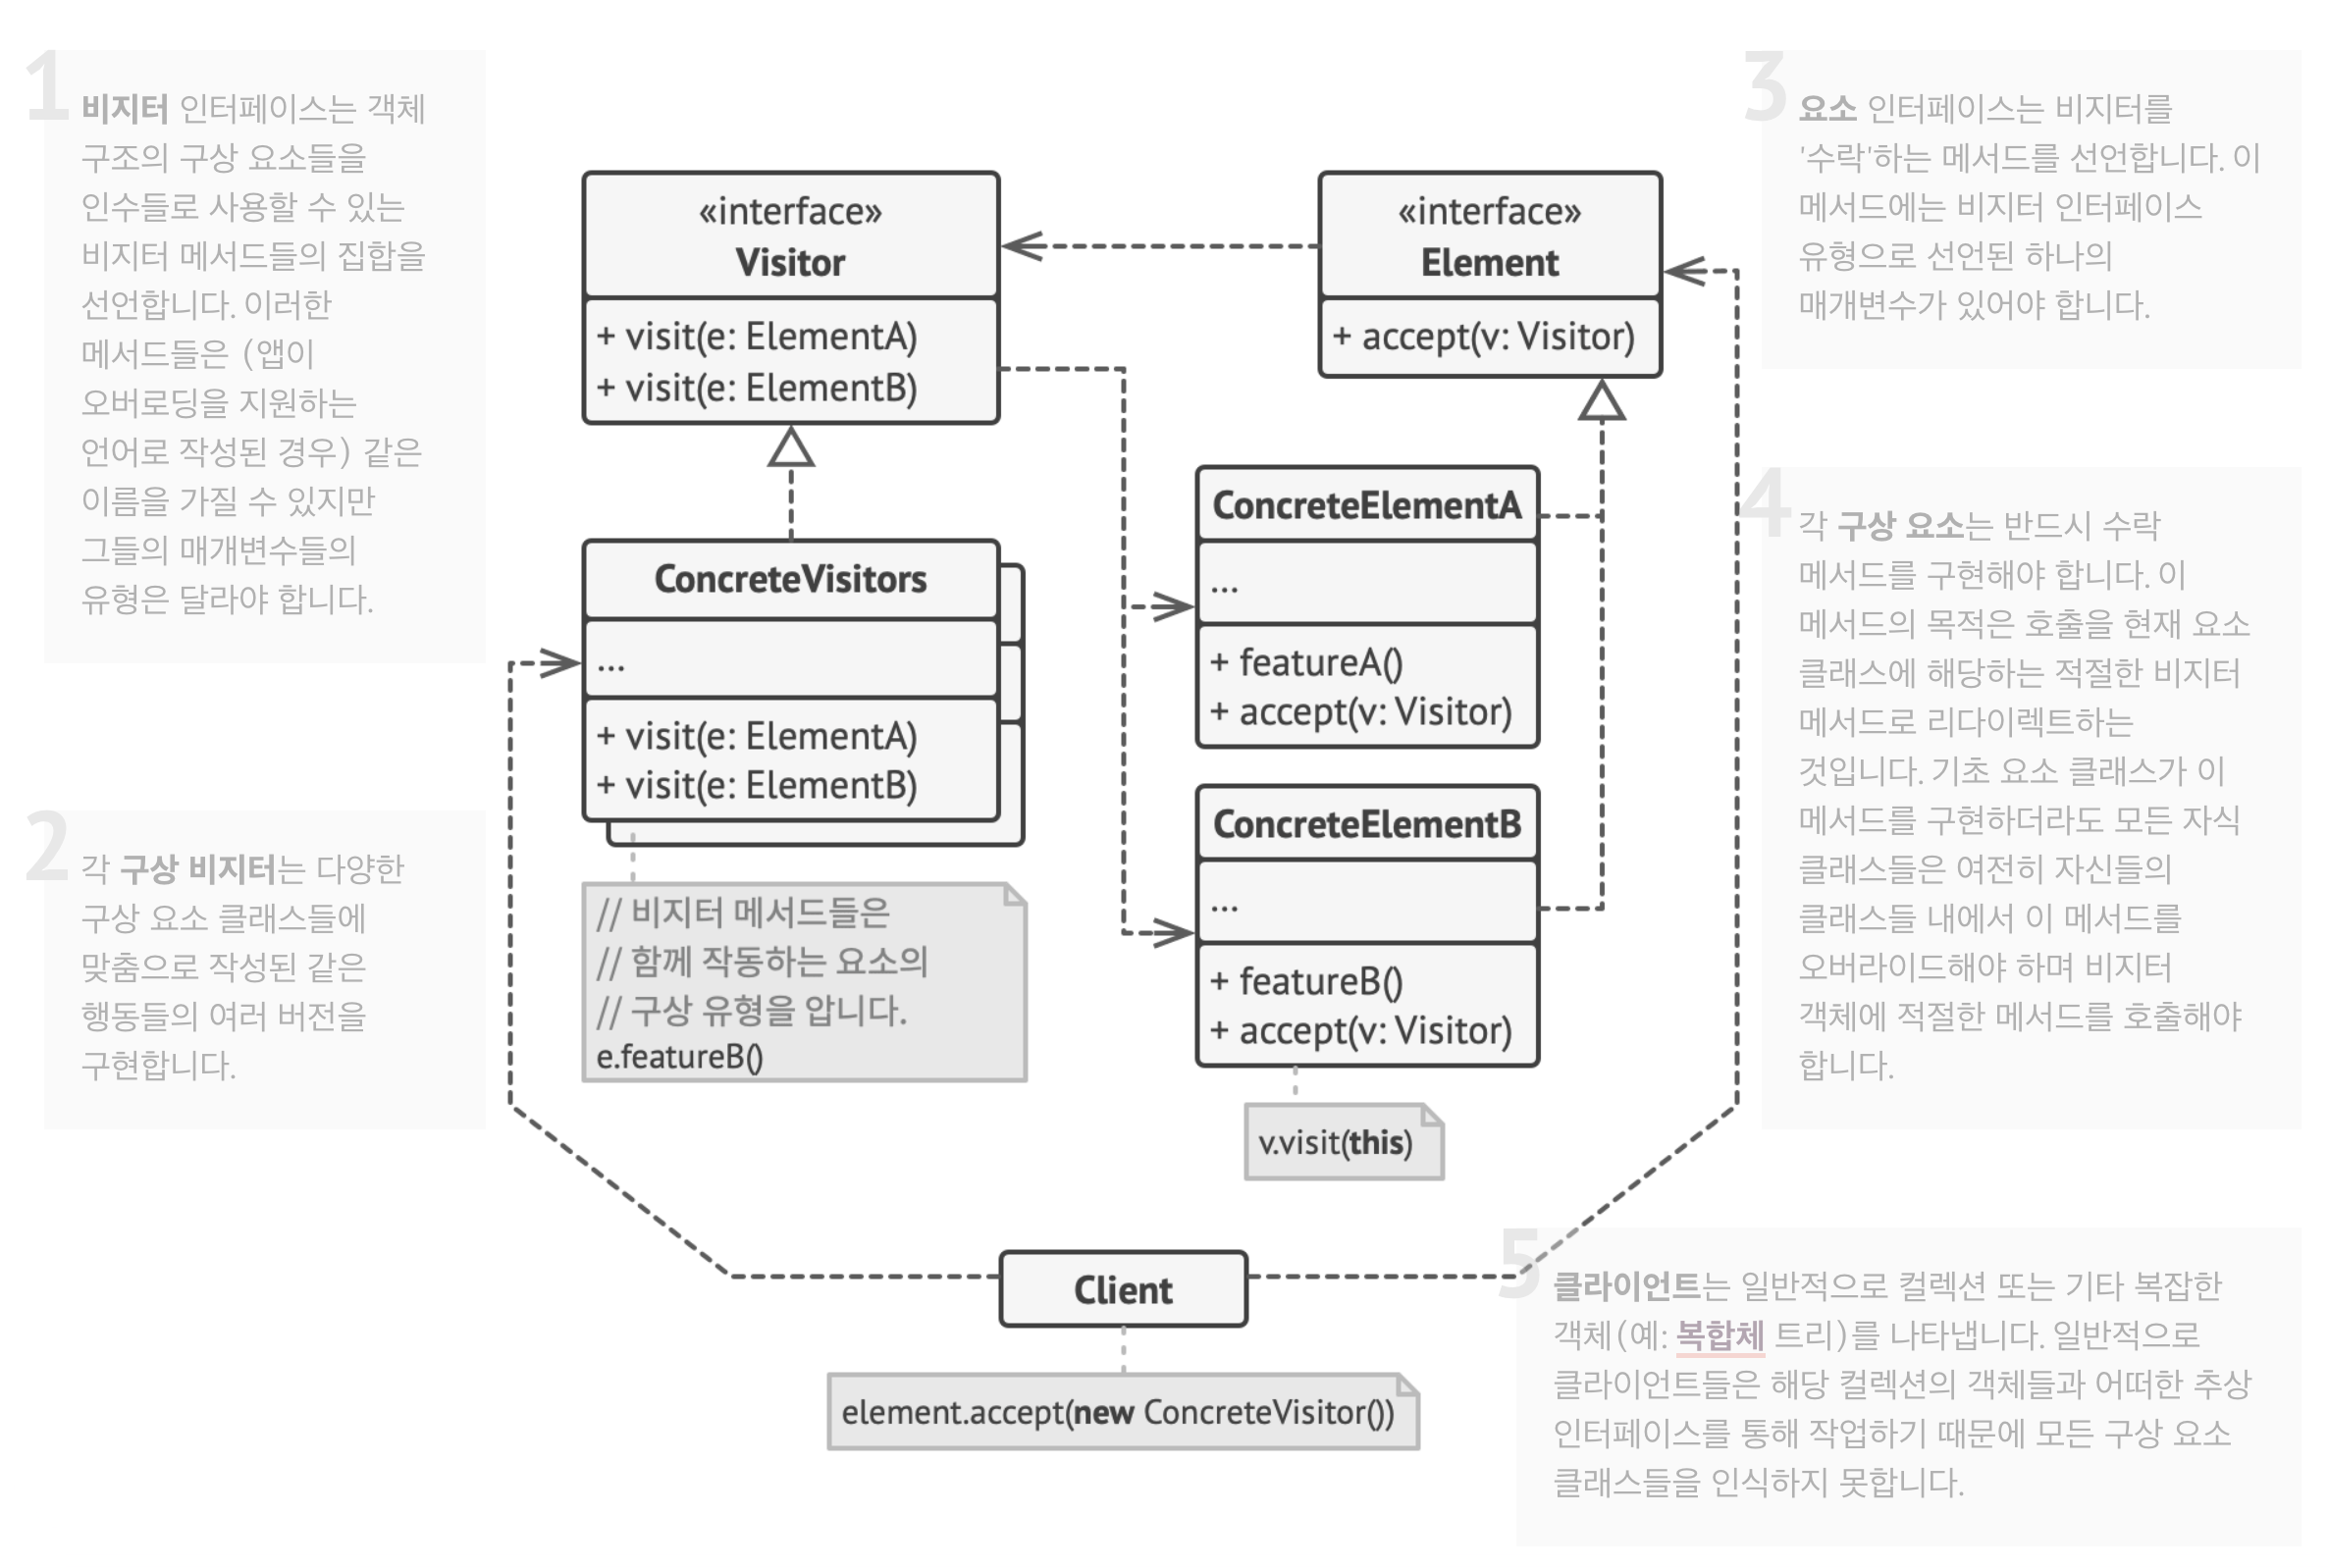 1
비지터 인터페이스는 객체
구조의 구상 요소들을
인수들로 사용할 수 있는
비지터 메서드들의 집합을
선언합니다. 이러한
메서드들은 (앱이
오버로딩을 지원하는
언어로 작성된 경우) 같은
이름을 가질 수 있지만
그들의 매개변수들의
유형은 달라야 합니다.
2
각 구상 비지터는 다양한
구상 요소 클래스들에
맞춤으로 작성된 같은
행동들의 여러 버전을
구현합니다.
«interface»
Visitor
+ visit(e: ElementA)
+ visit(e: ElementB)
ConcreteVisitors
...
+ visit(e: ElementA)
+ visit(e: ElementB)
// 비지터 메서드들은
// 함께 작동하는 요소의
// 구상 유형을 압니다.
e.featureB()
«interface»
Element
+ accept(v: Visitor)
ConcreteElementA
...
+ featureA()
+ accept(v: Visitor)
ConcreteElementB
...
+ featureB()
+ accept(v: Visitor)
v.visit(this)
Client
element.accept(new ConcreteVisitor())
3
요소 인터페이스는 비지터를
'수락'하는 메서드를 선언합니다. 이
메서드에는 비지터 인터페이스
유형으로 선언된 하나의
매개변수가 있어야 합니다.
4
각 구상 요소는 반드시 수락
메서드를 구현해야 합니다. 이
메서드의 목적은 호출을 현재 요소
클래스에 해당하는 적절한 비지터
메서드로 리다이렉트하는
것입니다. 기초 요소 클래스가 이
메서드를 구현하더라도 모든 자식
클래스들은 여전히 자신들의
클래스들 내에서 이 메서드를
오버라이드해야 하며 비지터
객체에 적절한 메서드를 호출해야
합니다.
5
클라이언트는 일반적으로 컬렉션 또는 기타 복잡한
객체(예: 복합체 트리)를 나타냅니다. 일반적으로
클라이언트들은 해당 컬렉션의 객체들과 어떠한 추상
인터페이스를 통해 작업하기 때문에 모든 구상 요소
클래스들을 인식하지 못합니다.